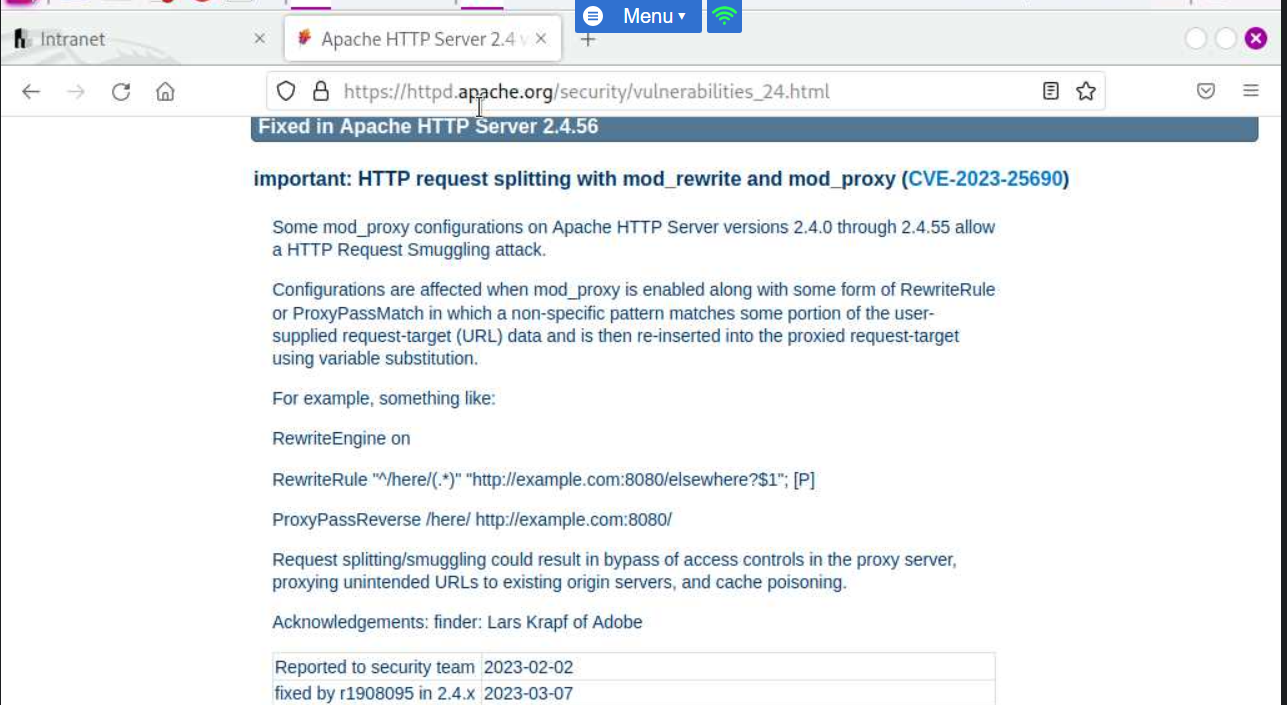 Menu
Intranet
Apache HTTP Server 2.4 v
https://httpd.apache.org/security/vulnerabilities_24.html
Fixed in Apache HTTP Server 2.4.56
important: HTTP request splitting with mod_rewrite and mod_proxy (CVE-2023-25690)
Some mod_proxy configurations on Apache HTTP Server versions 2.4.0 through 2.4.55 allow
a HTTP Request Smuggling attack.
Configurations are affected when mod_proxy is enabled along with some form of RewriteRule
or ProxyPassMatch in which a non-specific pattern matches some portion of the user-
supplied request-target (URL) data and is then re-inserted into the proxied request-target
using variable substitution.
For example, something like:
RewriteEngine on
RewriteRule "^/here/(.*)" "http://example.com:8080/elsewhere?$1"; [P]
ProxyPassReverse /here/ http://example.com:8080/
Request splitting/smuggling could result in bypass of access controls in the proxy server,
proxying unintended URLs to existing origin servers, and cache poisoning.
Acknowledgements: finder: Lars Krapf of Adobe
Reported to security team 2023-02-02
fixed by r1908095 in 2.4.x 2023-03-07